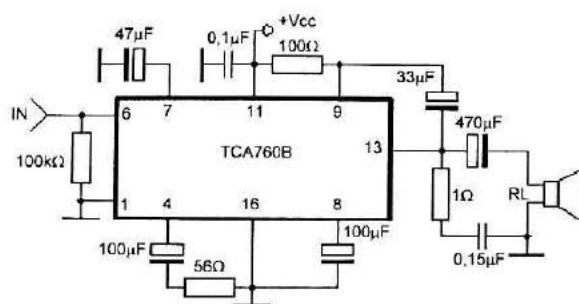 +Vcc
47µF
0,1µF
100Ω
33µF
IN
6
7
11
9
470µF
TCA760B
13
100kΩ
1
4
16
8
1Ω
RL
100µF
100µF
56Ω
0,15µF